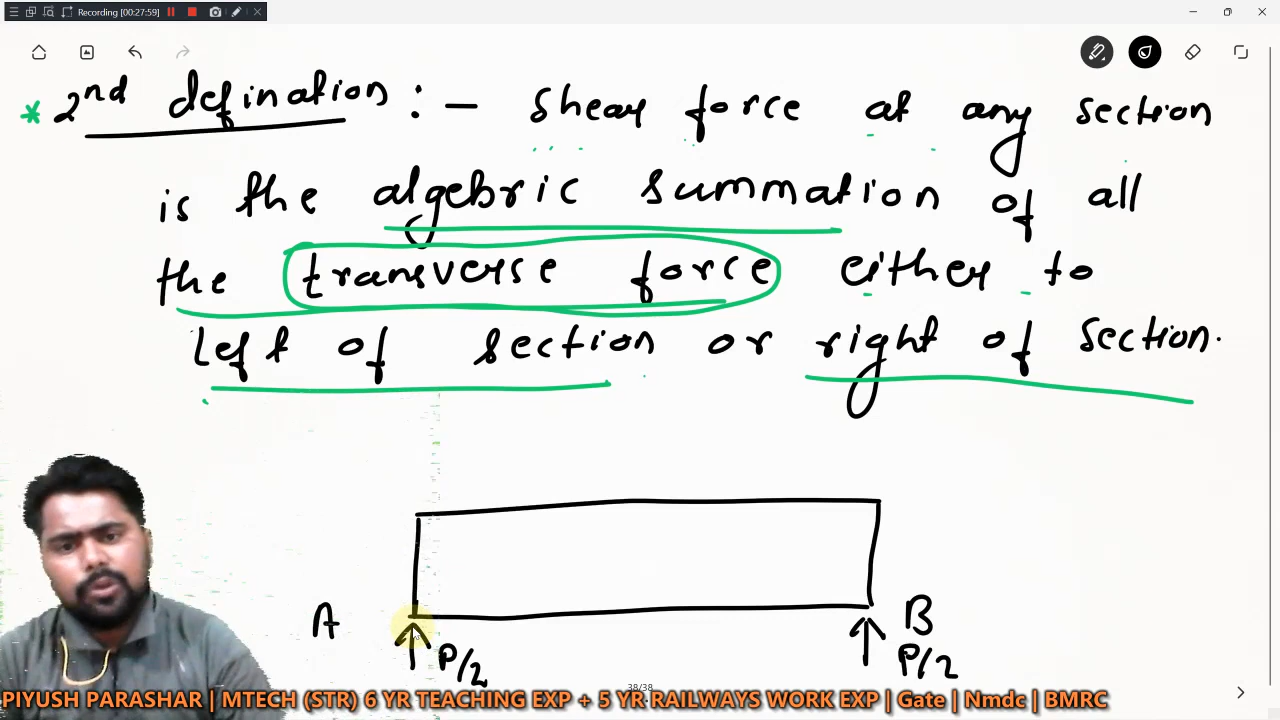 Recording [00:27:59]
* 2nd defination : - Shear force at any section
is the algebric summation of all
the transverse force either to
left of section or right of section.
A B
P/2 P/2
38/38
PIYUSH PARASHAR | MTECH (STR) 6 YR TEACHING EXP + 5 YR RAILWAYS WORK EXP | Gate | Nmdc | BMRC